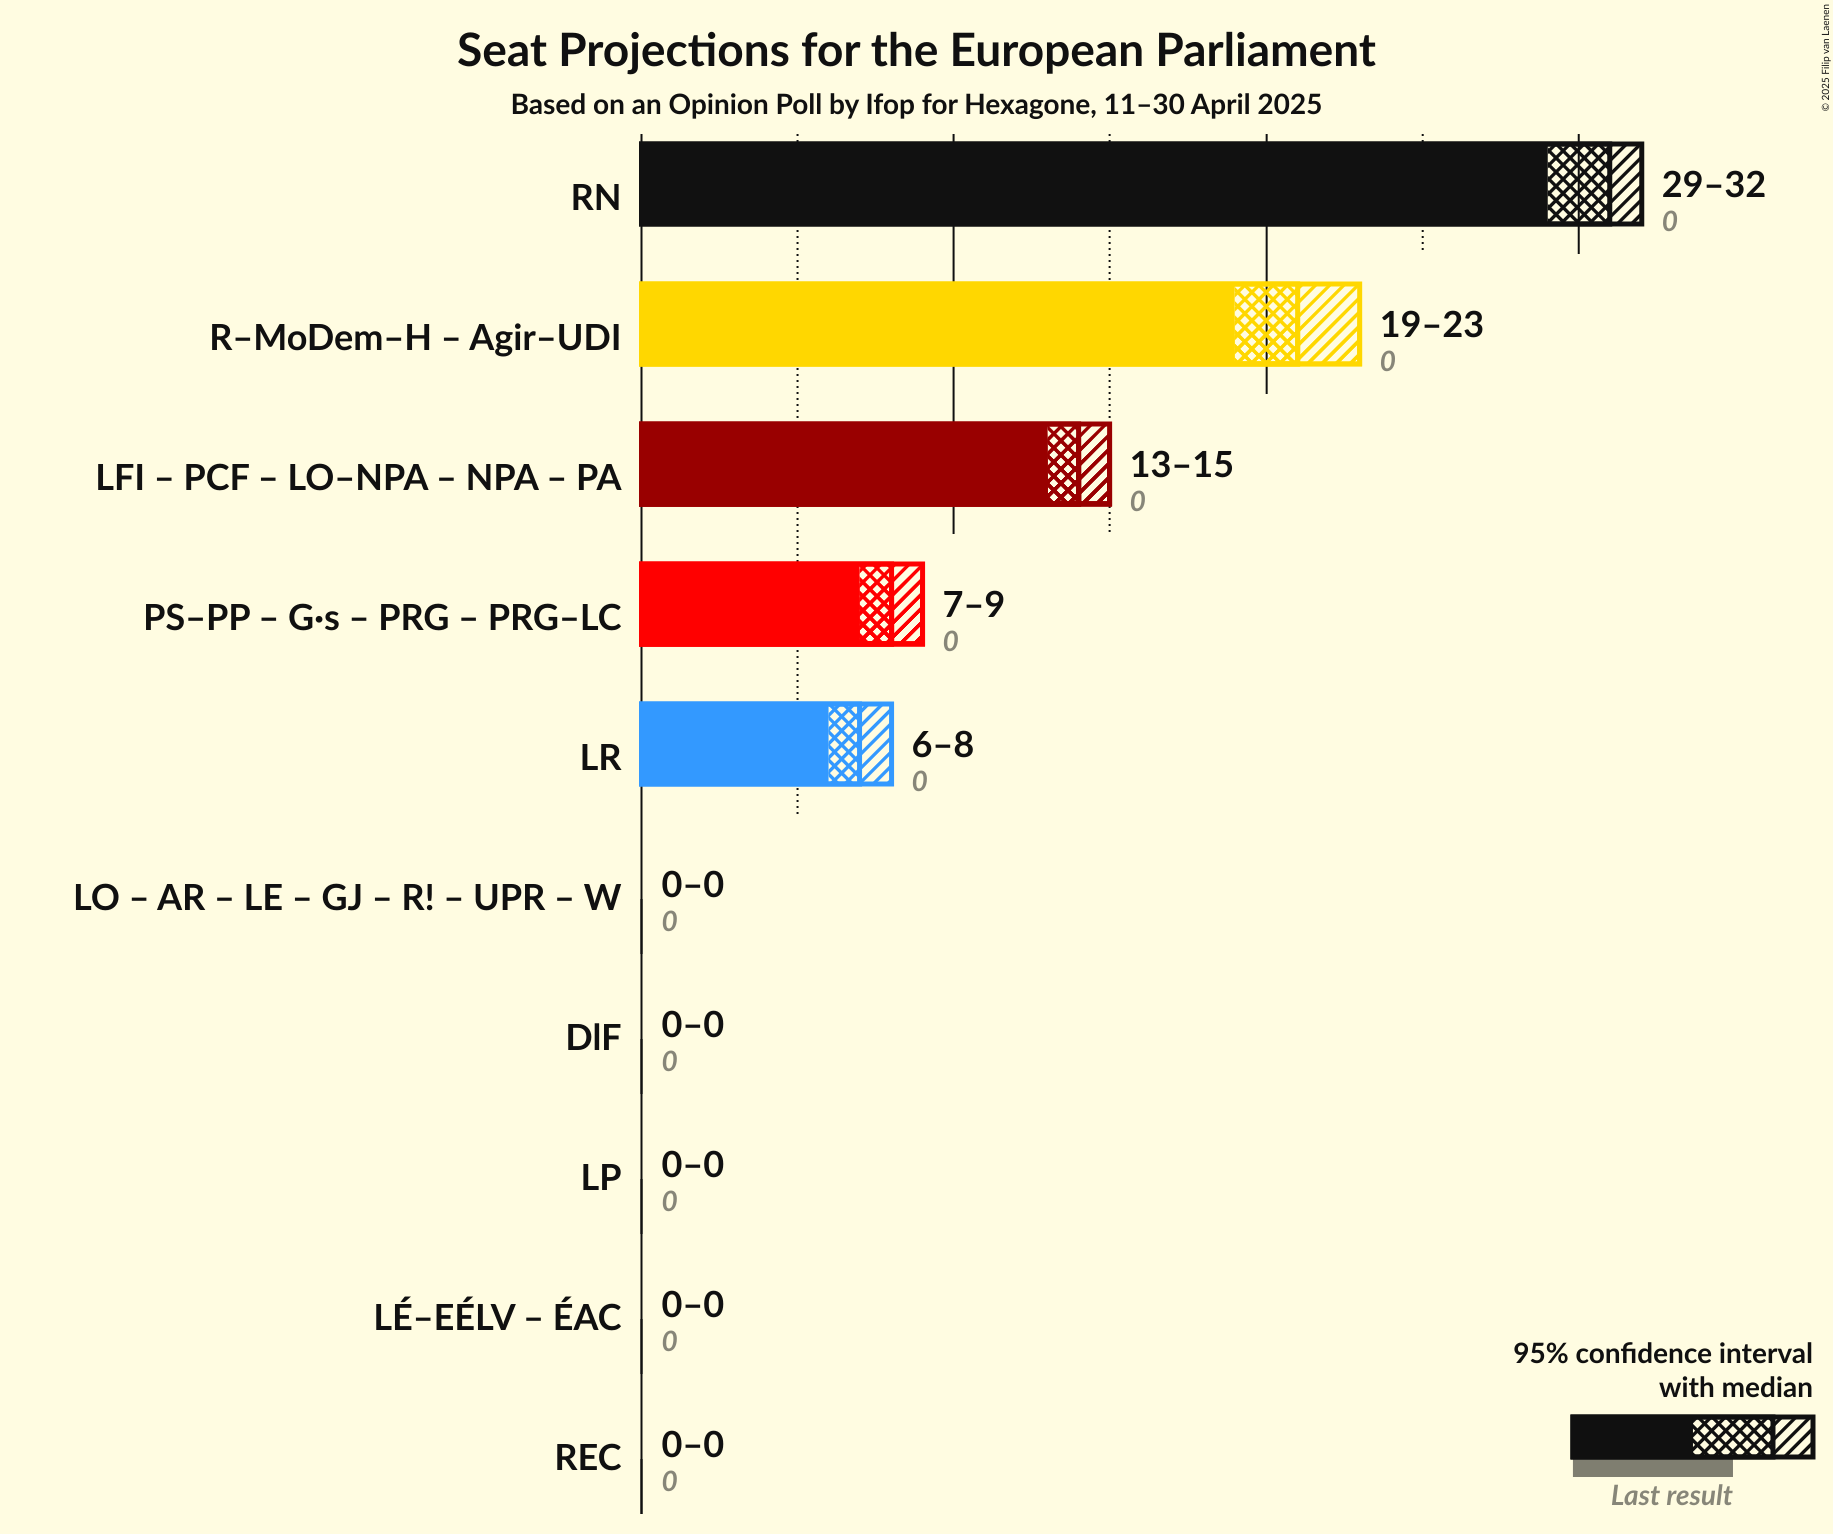 Seat Projections for the European Parliament
Based on an Opinion Poll by Ifop for Hexagone, 11–30 April 2025
© 2025 Filip van Laenen
RN
29–32
0
R–MoDem–H – Agir–UDI
19–23
0
LFI – PCF – LO–NPA – NPA – PA
13–15
0
PS–PP – G·s – PRG – PRG–LC
7–9
0
LR
6–8
0
LO – AR – LE – GJ – R! – UPR – W
0–0
0
DIF
0–0
0
LP
0–0
0
LÉ–EÉLV – ÉAC
0–0
0
REC
0–0
0
95% confidence interval
with median
Last result